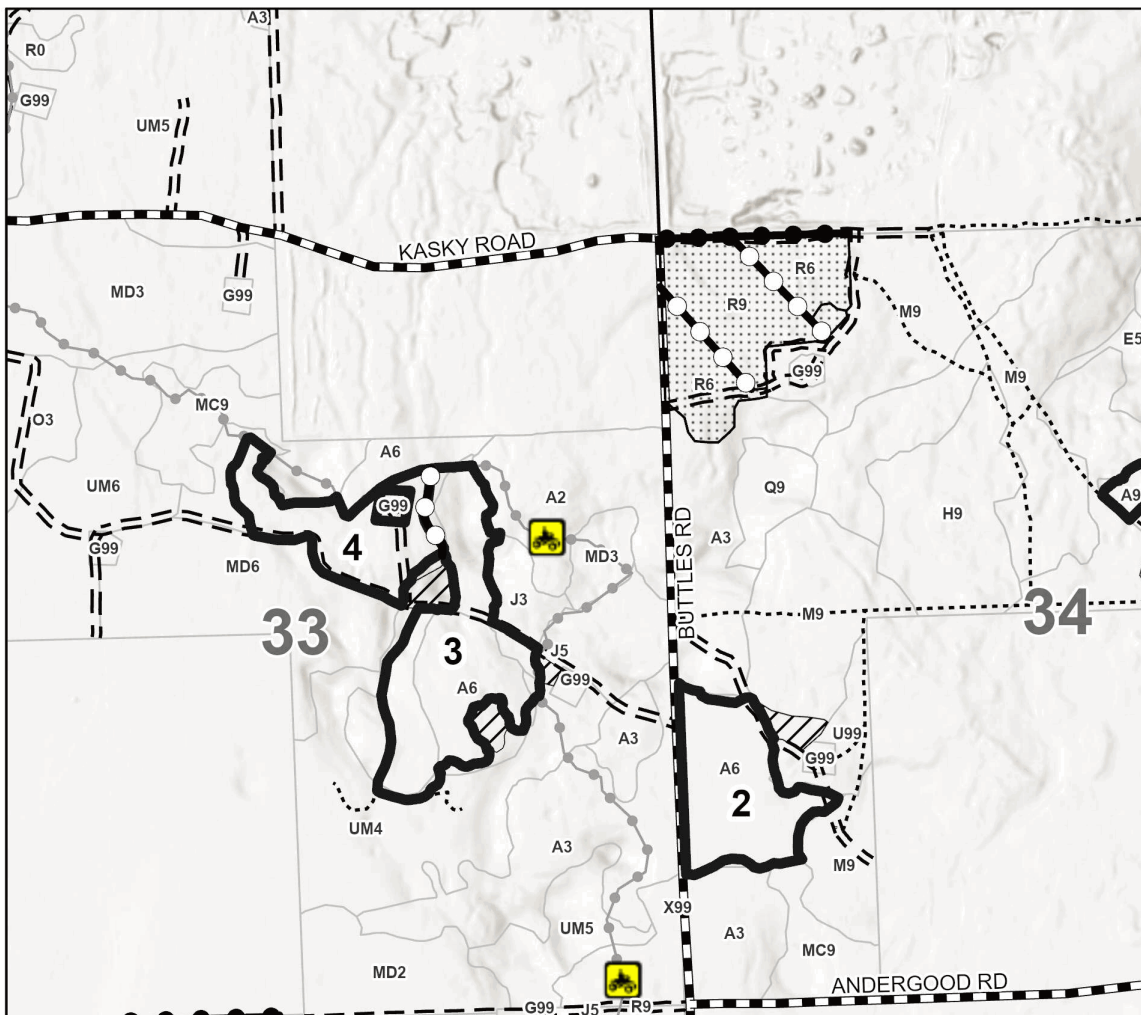 A3
R0
G99
UM5
KASKY ROAD
R6
MD3
G99
R9
M9
E5
G99
R6
M9
MC9
O3
A6
UM6
Q9
A9
G99
A2
H9
4
A3
G99
MD3
MD6
BUTTLES RD
J3
M9
33
34
3
J5
G99
A6
U99
A3
G99
A6
2
UM4
A3
M9
X99
UM5
A3
MC9
MD2
ANDERGOOD RD
G99
J5
R9